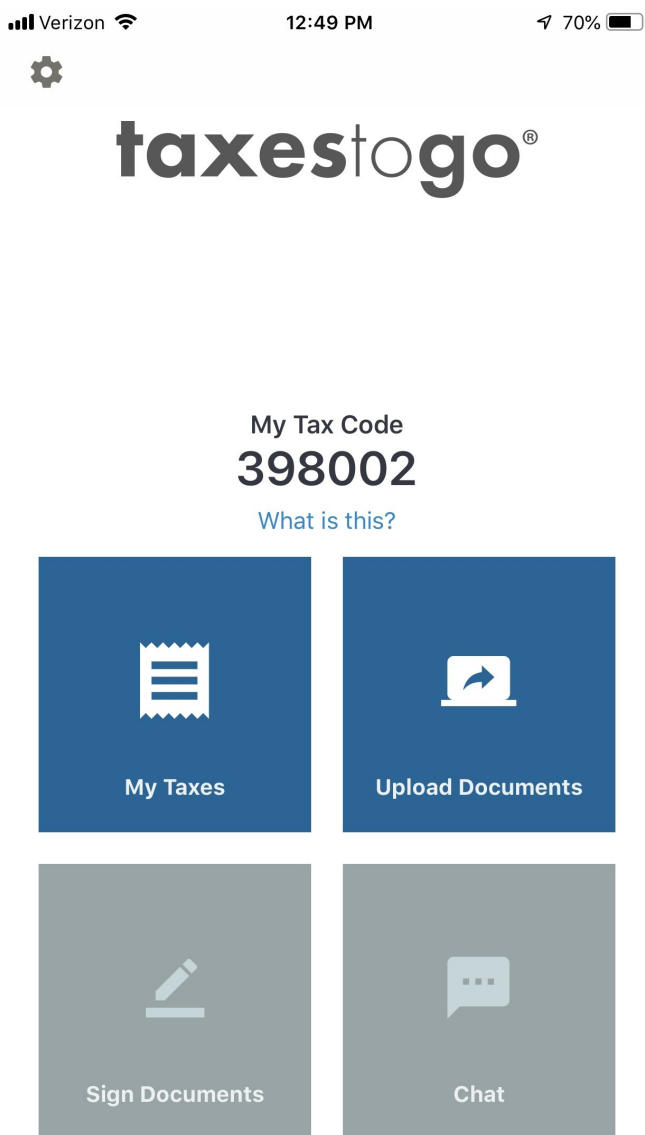 Verizon 12:49 PM 70%
taxestogo®
My Tax Code
398002
What is this?
My Taxes Upload Documents
Sign Documents Chat